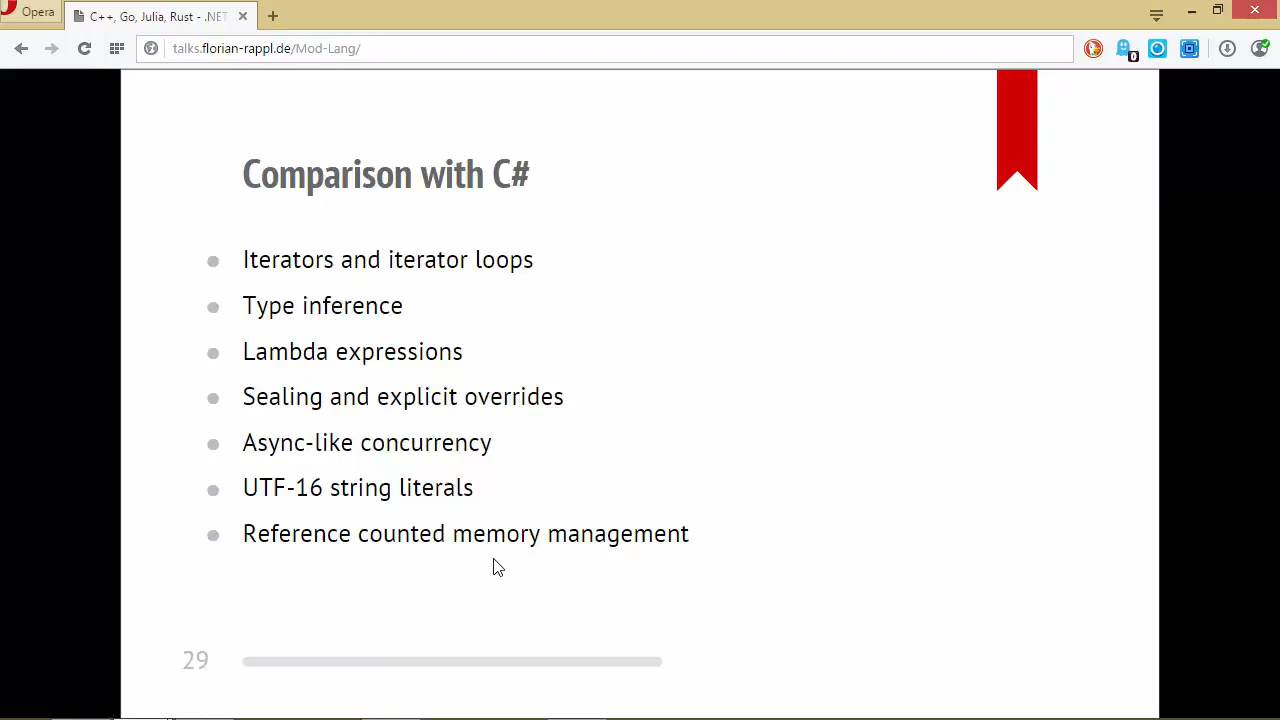 Opera
C++, Go, Julia, Rust - .NET
talks.florian-rappl.de/Mod-Lang/
0
Comparison with C#
Iterators and iterator loops
Type inference
Lambda expressions
Sealing and explicit overrides
Async-like concurrency
UTF-16 string literals
Reference counted memory management
29